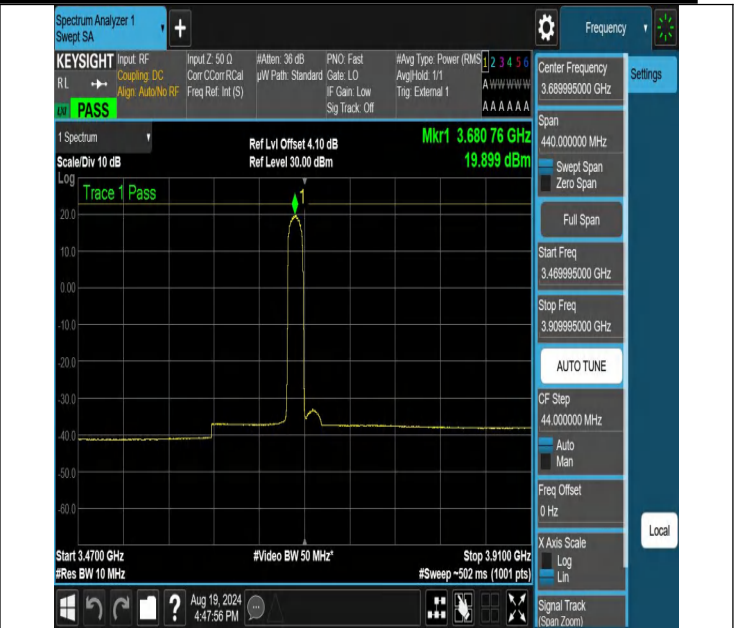 Spectrum Analyzer 1
Swept SA
+
Frequency
KEYSIGHT
Input: RF
Input Z: 50 Ω
#Atten: 36 dB
PNO: Fast
#Avg Type: Power (RMS
1 2 3 4 5 6
RL
Coupling: DC
Corr CCorr RCal
µW Path: Standard
Gate: LO
Avg|Hold: 1/1
A W W W W W
Align: Auto/No RF
Freq Ref: Int (S)
IF Gain: Low
Trig: External 1
Sig Track: Off
A A A A A A
PASS
1 Spectrum
Ref Lvl Offset 4.10 dB
Mkr1 3.680 76 GHz
Scale/Div 10 dB
Ref Level 30.00 dBm
19.899 dBm
Log
Trace 1 Pass
1
20.0
10.0
0.00
-10.0
-20.0
-30.0
-40.0
-50.0
-60.0
Start 3.4700 GHz
#Video BW 50 MHz*
Stop 3.9100 GHz
#Res BW 10 MHz
#Sweep ~502 ms (1001 pts)
Center Frequency
3.689995000 GHz
Settings
Span
440.000000 MHz
Swept Span
Zero Span
Full Span
Start Freq
3.469995000 GHz
Stop Freq
3.909995000 GHz
AUTO TUNE
CF Step
44.000000 MHz
Auto
Man
Freq Offset
0 Hz
X Axis Scale
Log
Lin
Local
Signal Track
(Span Zoom)
?
Aug 19, 2024
4:47:56 PM